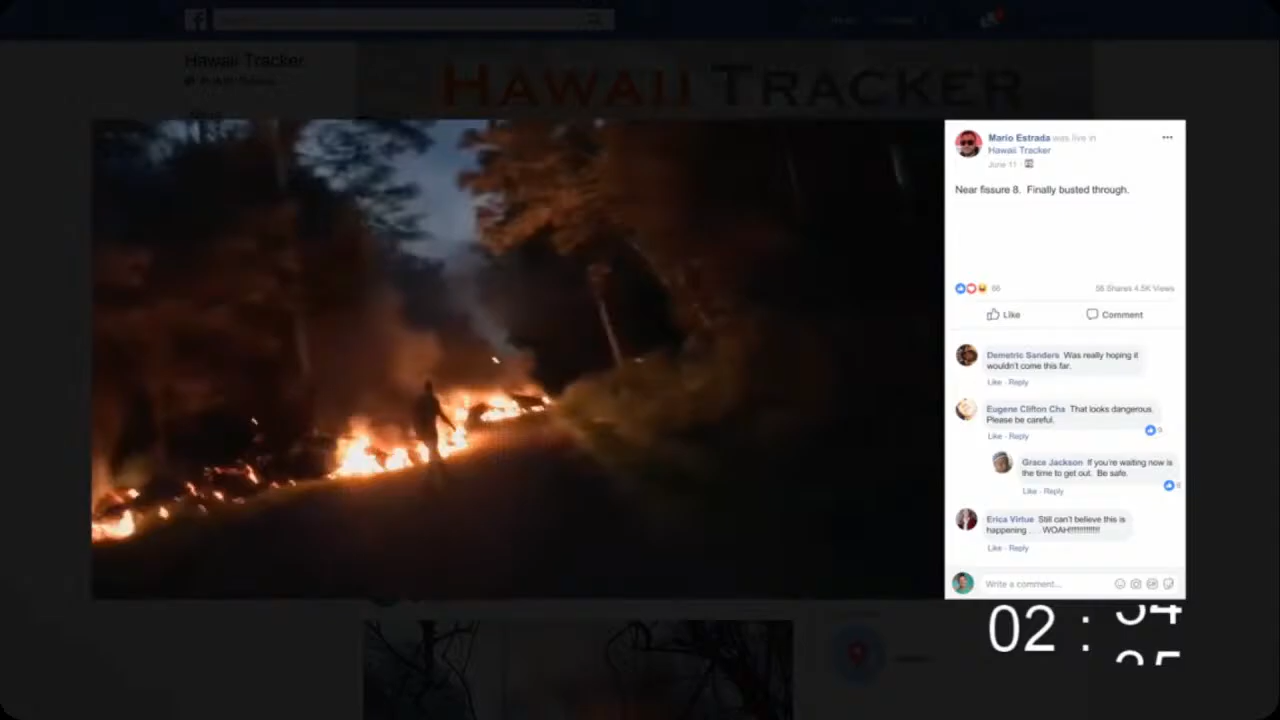 Hawaii Tracker
HAWAII TRACKER
Mario Estrada was live in
Hawaii Tracker
June 11
Near fissure 8. Finally busted through.
66
56 Shares 4.5K Views
Like
Comment
Demetric Sanders Was really hoping it
wouldn't come this far.
Like · Reply
Eugene Clifton Cha That looks dangerous.
Please be careful.
Like · Reply
Grace Jackson If you're waiting now is
the time to get out. Be safe.
Like · Reply
Erica Virtue Still can't believe this is
happening . . . WOAH!!!!!!!!!!!!!
Like · Reply
Write a comment...
02 :